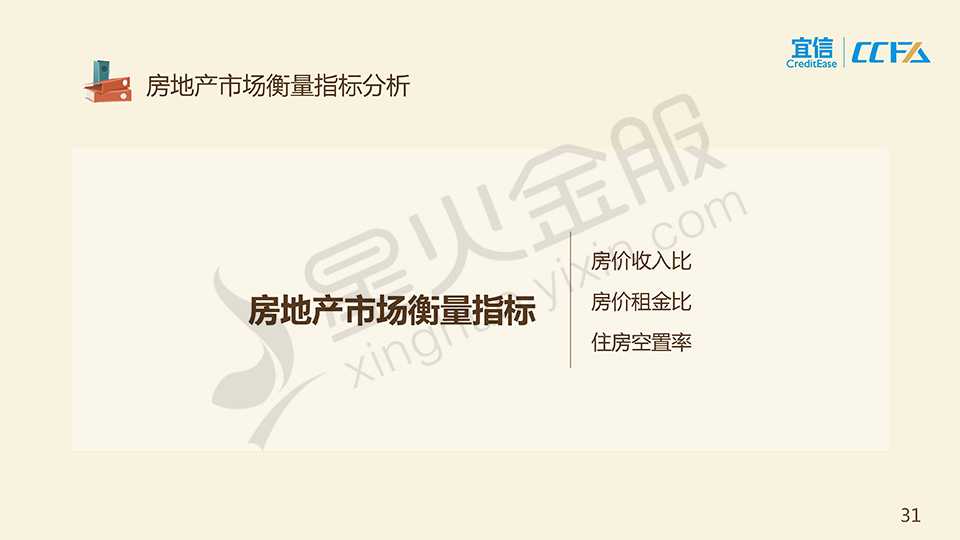 宜信
CreditEase
CCFA
房地产市场衡量指标分析
星火金服
xinghuo.yixin.com
房地产市场衡量指标
房价收入比
房价租金比
住房空置率
31